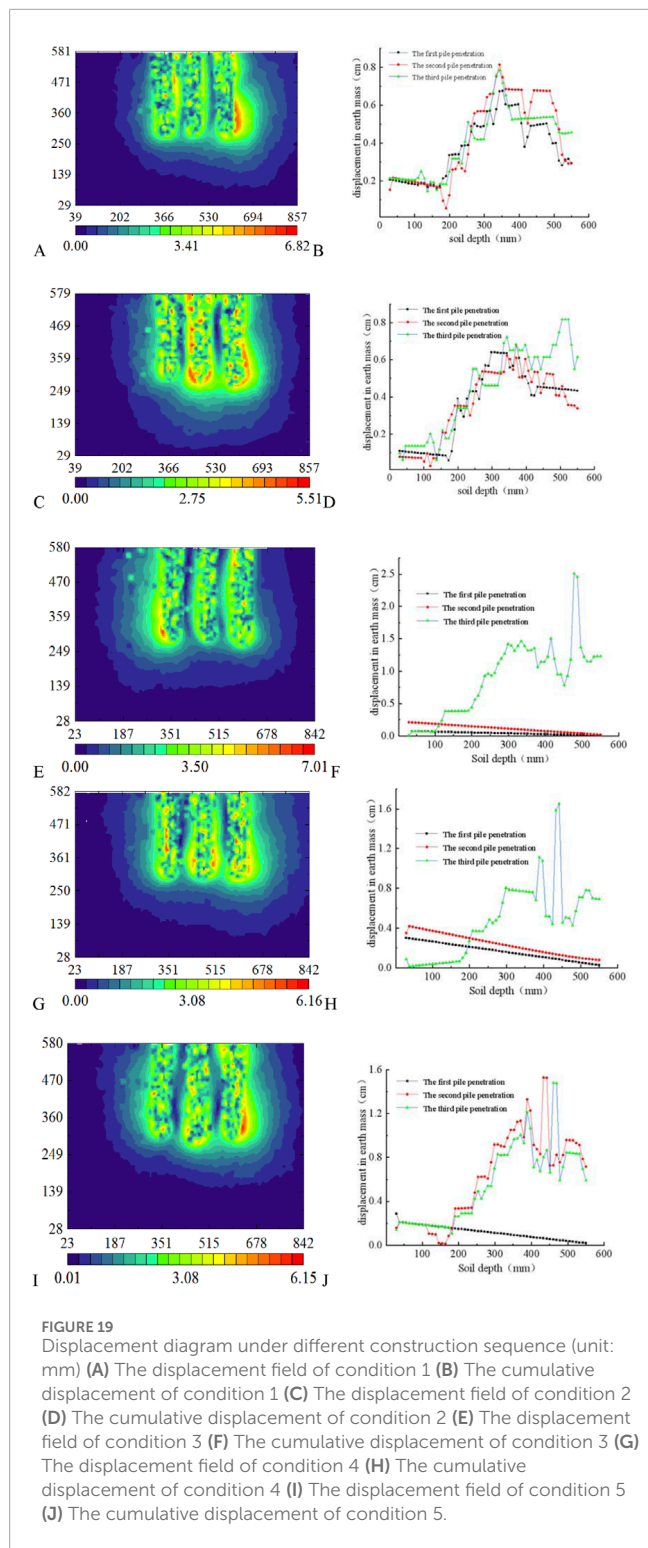 581
471
360
250
139
29
39 202 366 530 694 857
0.00 3.41 6.82
A
displacement in earth mass（cm）
0.8
0.6
0.4
0.2
The first pile penetration
The second pile penetration
The third pile penetration
0 100 200 300 400 500 600
soil depth（mm）
B
579
469
359
249
139
29
39 202 366 530 693 857
0.00 2.75 5.51
C
displacement in earth mass（cm）
0.8
0.6
0.4
0.2
The first pile penetration
The second pile penetration
The third pile penetration
0 100 200 300 400 500 600
soil depth（mm）
D
580
470
359
249
139
28
23 187 351 515 678 842
0.00 3.50 7.01
E
displacement in earth mass（cm）
2.5
2.0
1.5
1.0
0.5
0.0
The first pile penetration
The second pile penetration
The third pile penetration
0 100 200 300 400 500 600
Soil depth（mm）
F
582
471
361
250
139
28
23 187 351 515 678 842
0.00 3.08 6.16
G
displacement in earth mass（cm）
1.6
1.2
0.8
0.4
0.0
The first pile penetration
The second pile penetration
The third pile penetration
0 100 200 300 400 500 600
Soil depth（mm）
H
580
470
360
249
139
28
23 187 351 515 678 842
0.01 3.08 6.15
I
displacement in earth mass（cm）
1.6
1.2
0.8
0.4
0.0
The first pile penetration
The second pile penetration
The third pile penetration
0 100 200 300 400 500 600
Soil depth（mm）
J
FIGURE 19
Displacement diagram under different construction sequence (unit:
mm) (A) The displacement field of condition 1 (B) The cumulative
displacement of condition 1 (C) The displacement field of condition 2
(D) The cumulative displacement of condition 2 (E) The displacement
field of condition 3 (F) The cumulative displacement of condition 3 (G)
The displacement field of condition 4 (H) The cumulative
displacement of condition 4 (I) The displacement field of condition 5
(J) The cumulative displacement of condition 5.